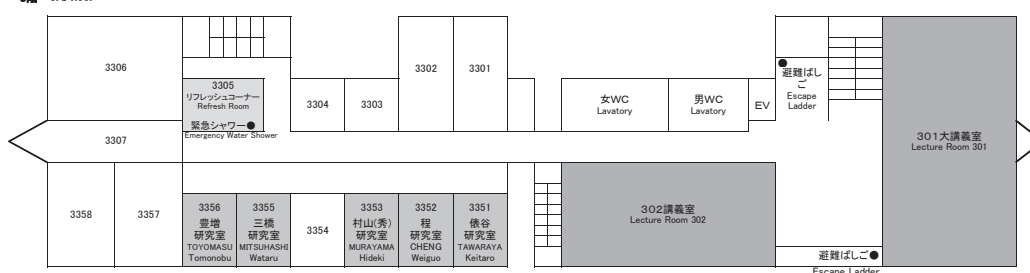 3306
3305
リフレッシュコーナー
Refresh Room
緊急シャワー●
Emergency Water Shower
3304
3303
3302
3301
女WC
Lavatory
男WC
Lavatory
EV
避難ばし
ご
Escape
Ladder
301大講義室
Lecture Room 301
3307
3358
3357
3356
豊増
研究室
TOYOMASU
Tomonobu
3355
三橋
研究室
MITSUHASHI
Wataru
3354
3353
村山(秀)
研究室
MURAYAMA
Hideki
3352
程
研究室
CHENG
Weiguo
3351
俵谷
研究室
TAWARAYA
Keitaro
302講義室
Lecture Room 302
避難ばしご●
Escape Ladder